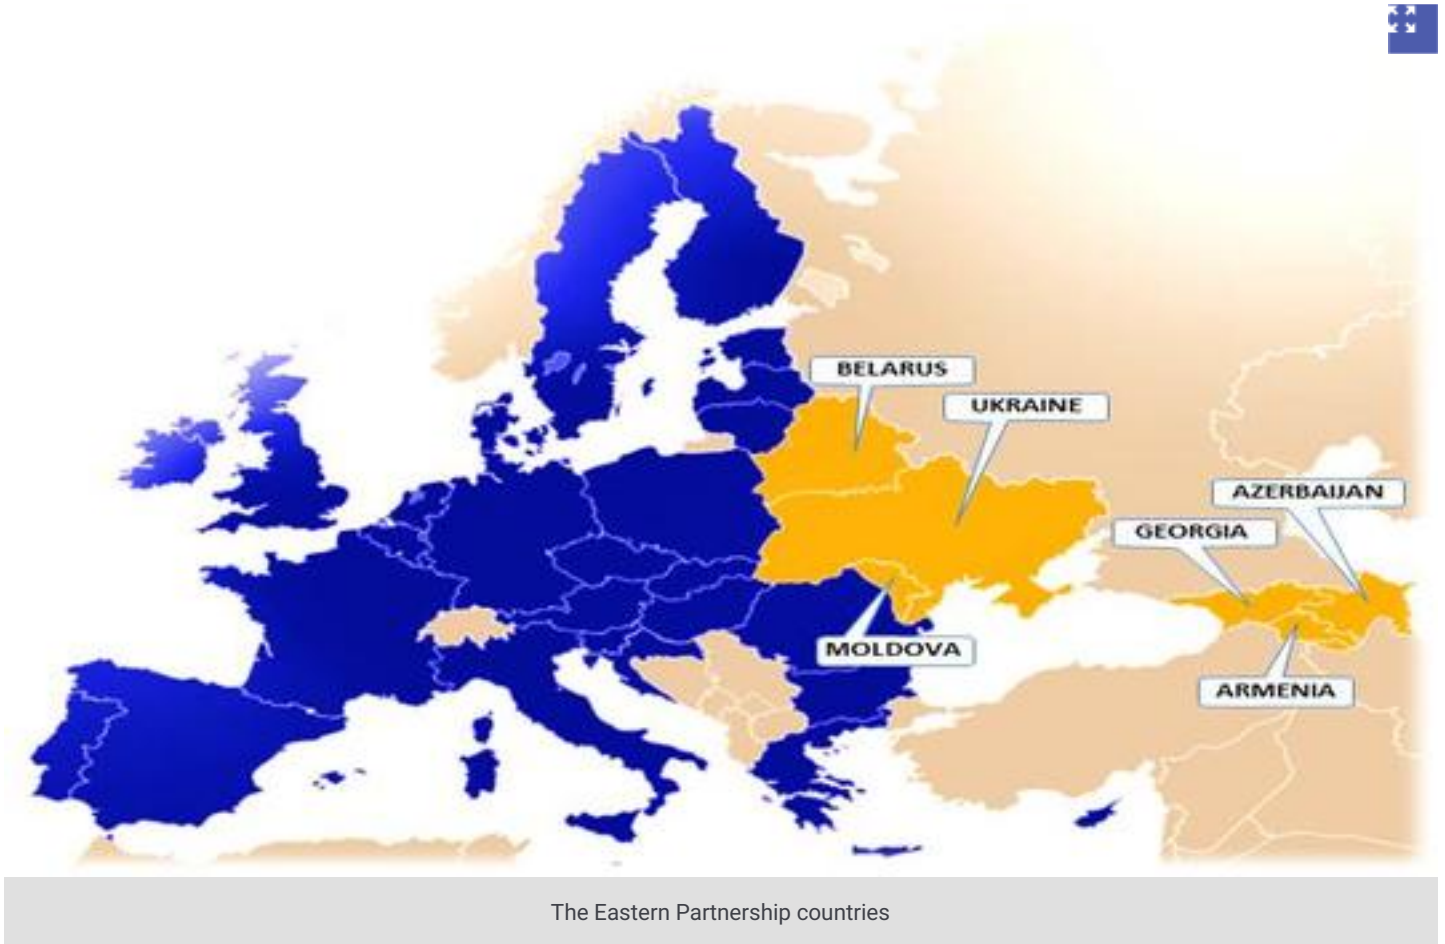 BELARUS
UKRAINE
AZERBAIJAN
GEORGIA
MOLDOVA
ARMENIA
The Eastern Partnership countries